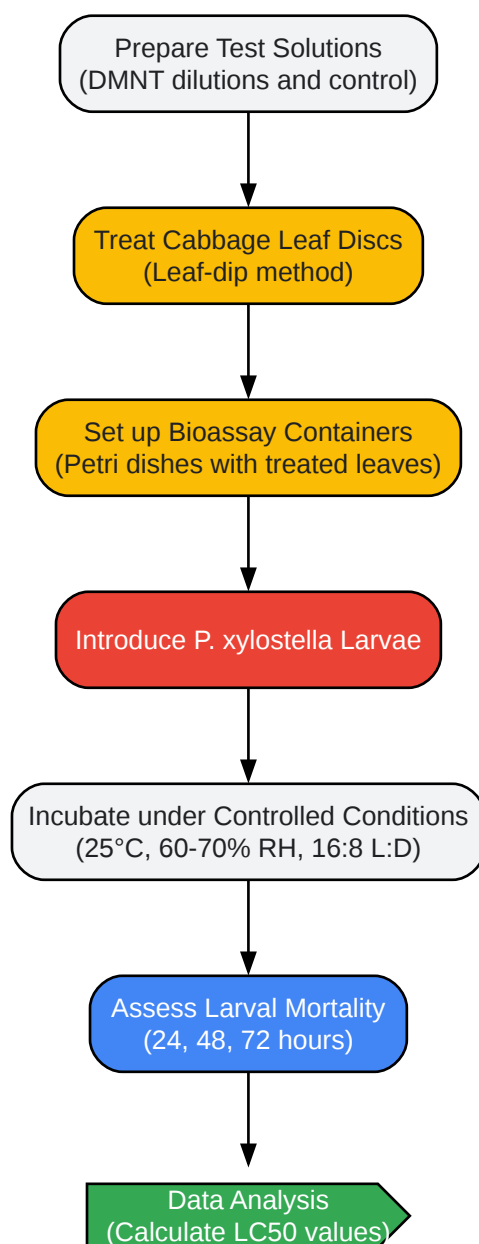 Prepare Test Solutions
(DMNT dilutions and control)
Treat Cabbage Leaf Discs
(Leaf-dip method)
Set up Bioassay Containers
(Petri dishes with treated leaves)
Introduce P. xylostella Larvae
Incubate under Controlled Conditions
(25°C, 60-70% RH, 16:8 L:D)
Assess Larval Mortality
(24, 48, 72 hours)
Data Analysis
(Calculate LC50 values)